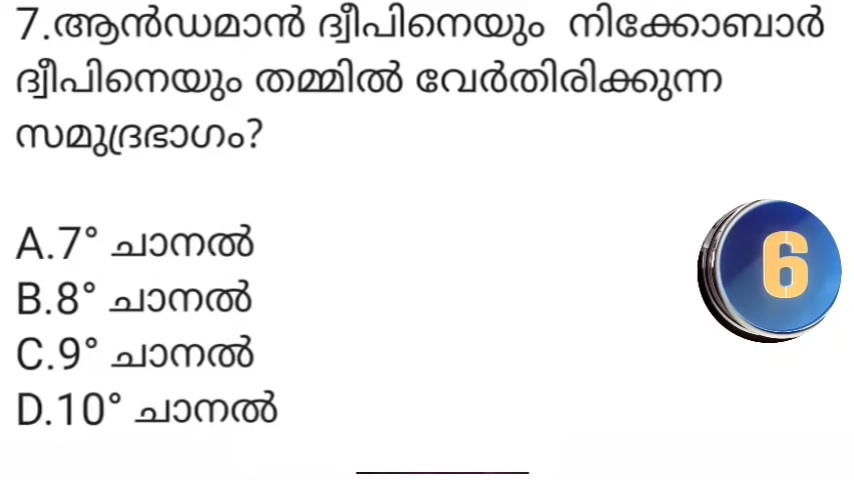 7.ആൻഡമാൻ ദ്വീപിനെയും നിക്കോബാർ
ദ്വീപിനെയും തമ്മിൽ വേർതിരിക്കുന്ന
സമുദ്രഭാഗം?
A.7° ചാനൽ
B.8° ചാനൽ
6
C.9° ചാനൽ
D.10° ചാനൽ